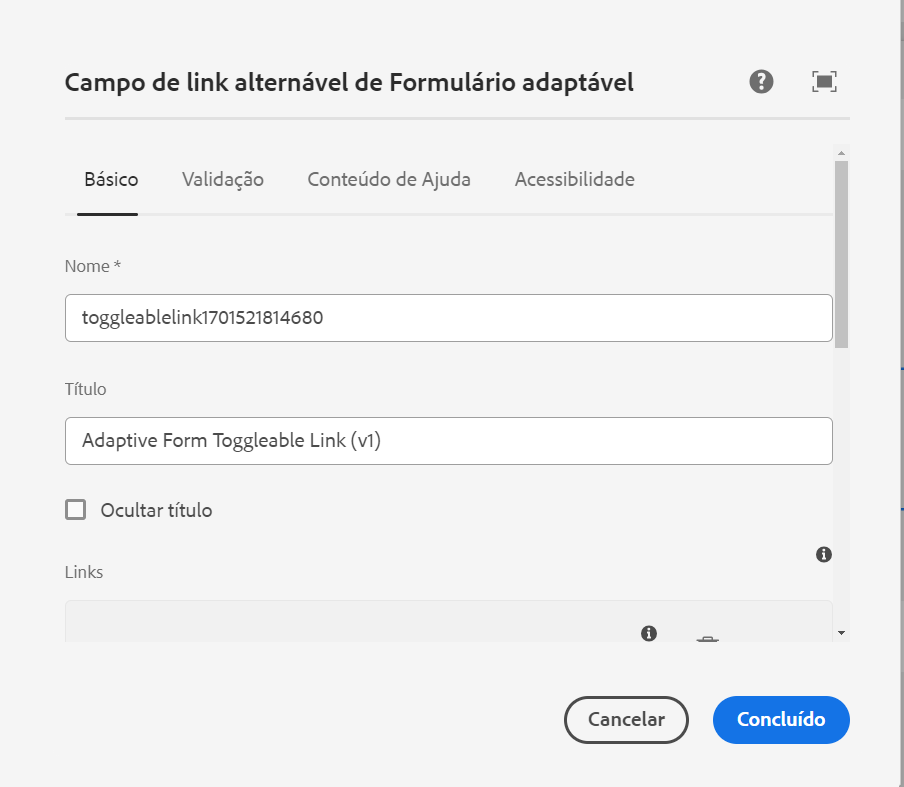 Campo de link alternável de Formulário adaptável
Básico Validação Conteúdo de Ajuda Acessibilidade
Nome *
toggleablelink1701521814680
Título
Adaptive Form Toggleable Link (v1)
Ocultar título
Links
Cancelar Concluído